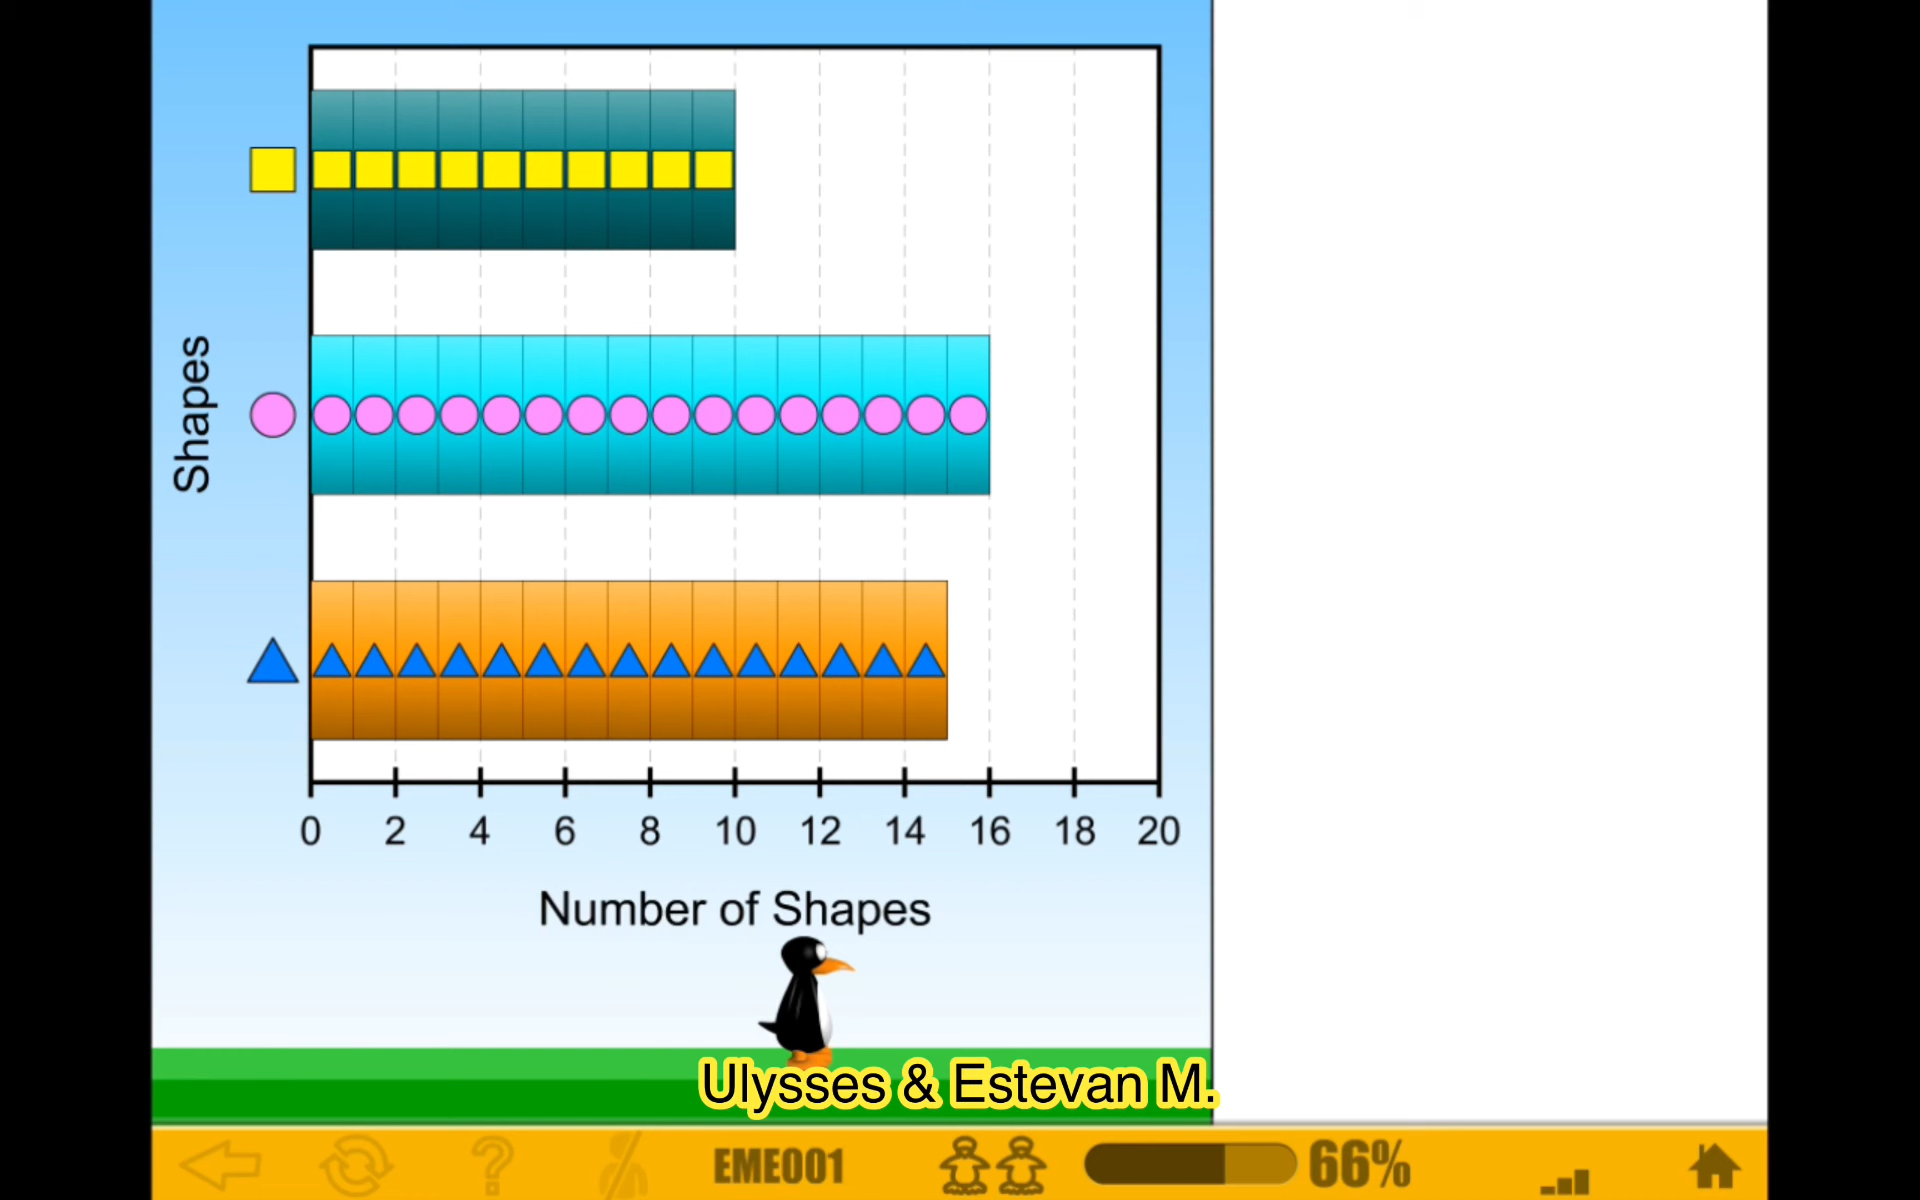 Shapes
0 2 4 6 8 10 12 14 16 18 20
Number of Shapes
Ulysses & Estevan M.
? EME001 66%